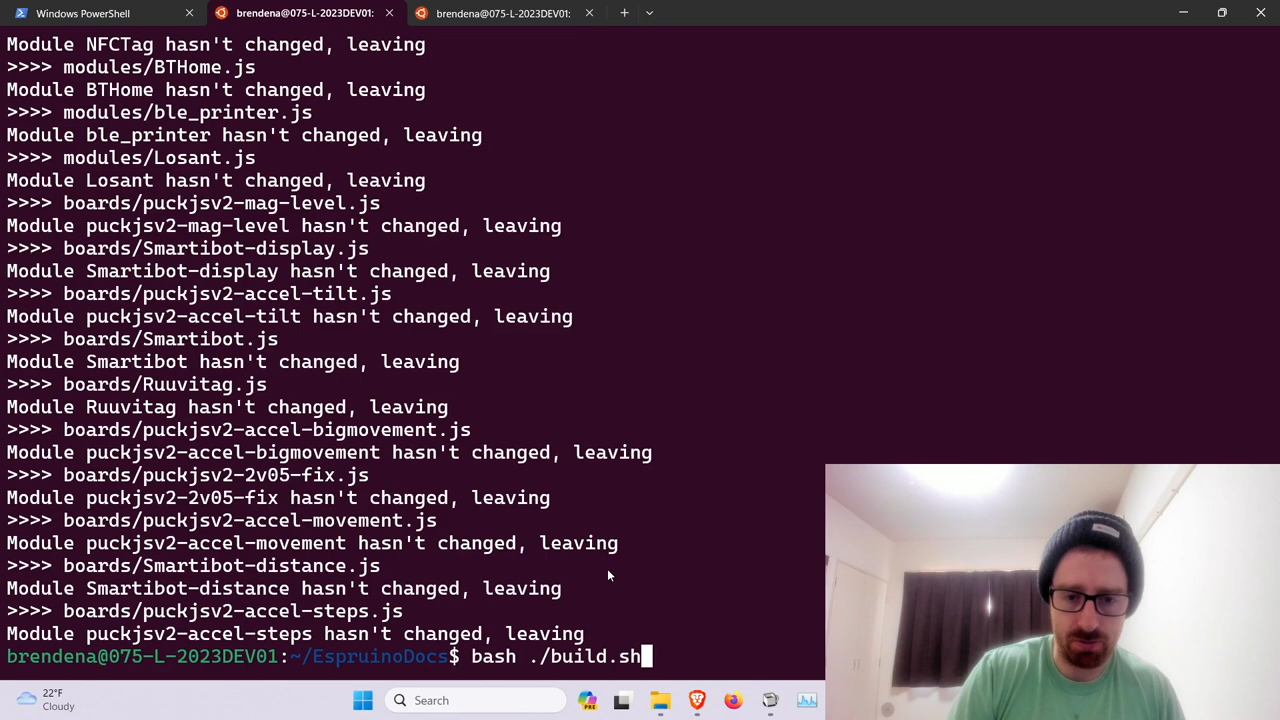 Windows PowerShell
brendena@075-L-2023DEV01:
brendena@075-L-2023DEV01:
Module NFCTag hasn't changed, leaving
>>>> modules/BTHome.js
Module BTHome hasn't changed, leaving
>>>> modules/ble_printer.js
Module ble_printer hasn't changed, leaving
>>>> modules/Losant.js
Module Losant hasn't changed, leaving
>>>> boards/puckjsv2-mag-level.js
Module puckjsv2-mag-level hasn't changed, leaving
>>>> boards/Smartibot-display.js
Module Smartibot-display hasn't changed, leaving
>>>> boards/puckjsv2-accel-tilt.js
Module puckjsv2-accel-tilt hasn't changed, leaving
>>>> boards/Smartibot.js
Module Smartibot hasn't changed, leaving
>>>> boards/Ruuvitag.js
Module Ruuvitag hasn't changed, leaving
>>>> boards/puckjsv2-accel-bigmovement.js
Module puckjsv2-accel-bigmovement hasn't changed, leaving
>>>> boards/puckjsv2-2v05-fix.js
Module puckjsv2-2v05-fix hasn't changed, leaving
>>>> boards/puckjsv2-accel-movement.js
Module puckjsv2-accel-movement hasn't changed, leaving
>>>> boards/Smartibot-distance.js
Module Smartibot-distance hasn't changed, leaving
>>>> boards/puckjsv2-accel-steps.js
Module puckjsv2-accel-steps hasn't changed, leaving
brendena@075-L-2023DEV01:~/EspruinoDocs$ bash ./build.sh
22°F
Cloudy
Search
PRE